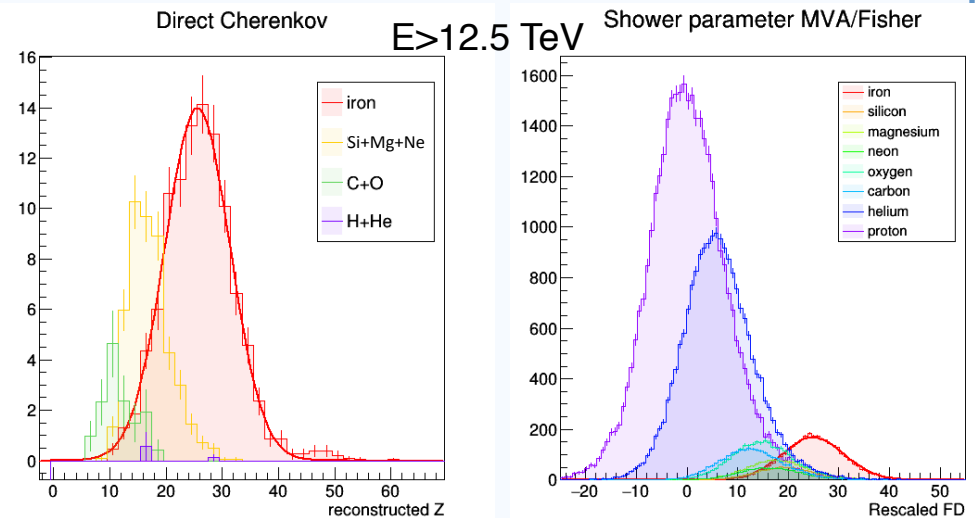 Direct Cherenkov
E>12.5 TeV
Shower parameter MVA/Fisher
16
14
12
10
8
6
4
2
0
iron
Si+Mg+Ne
C+O
H+He
0 10 20 30 40 50 60
reconstructed Z
1600
1400
1200
1000
800
600
400
200
0
iron
silicon
magnesium
neon
oxygen
carbon
helium
proton
−20 −10 0 10 20 30 40 50
Rescaled FD